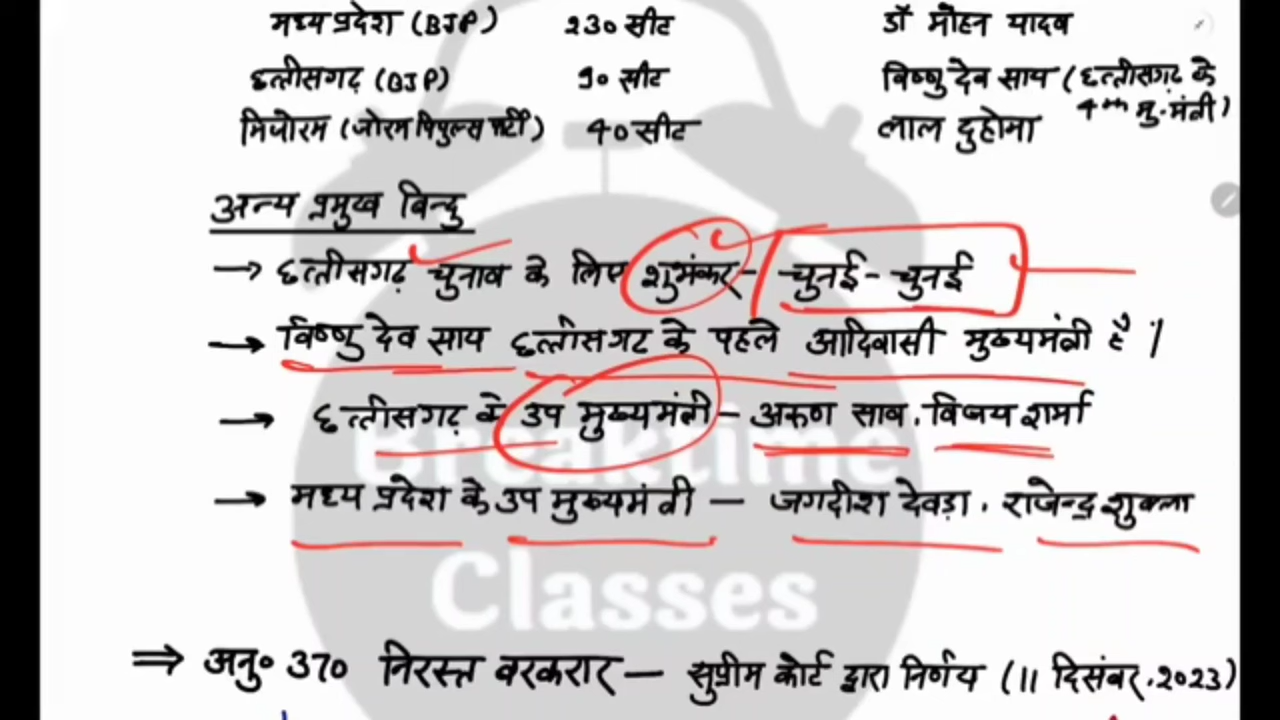 मध्य प्रदेश (BJP) 230 सीट डॉ मोहन यादव
छत्तीसगढ़ (BJP) 90 सीट विष्णु देव साय (छत्तीसगढ़ के 4th मु. मंत्री)
मिजोरम (जोरम पिपुल्स पार्टी) 40 सीट लाल दुहोमा
अन्य प्रमुख बिन्दु
→ छत्तीसगढ़ चुनाव के लिए शुभंकर - चुनई - चुनई
→ विष्णु देव साय छत्तीसगढ के पहले आदिवासी मुख्यमंत्री है।
→ छत्तीसगढ़ के उप मुख्यमंत्री - अरुण साव, विजय शर्मा
→ मध्य प्रदेश के उप मुख्यमंत्री - जगदीश देवड़ा, राजेन्द्र शुक्ला
Breaktime
Classes
⇒ अनु० 370 निरस्त बरकरार - सुप्रीम कोर्ट द्वारा निर्णय (11 दिसंबर, 2023)